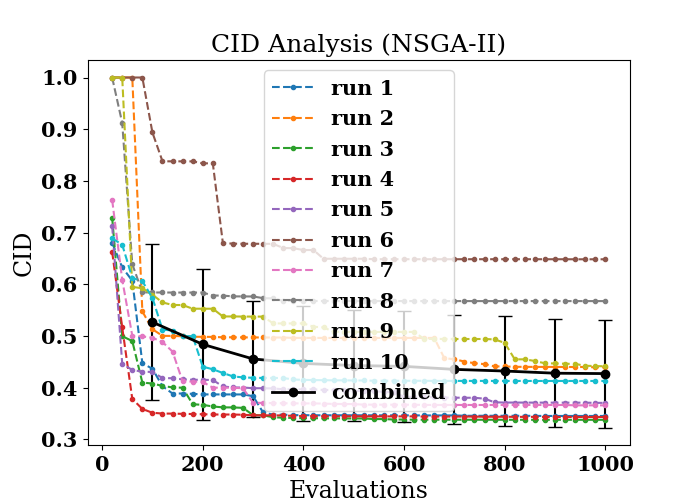 CID Analysis (NSGA-II)
CID
1.0
0.9
0.8
0.7
0.6
0.5
0.4
0.3
run 1
run 2
run 3
run 4
run 5
run 6
run 7
run 8
run 9
run 10
combined
0 200 400 600 800 1000
Evaluations